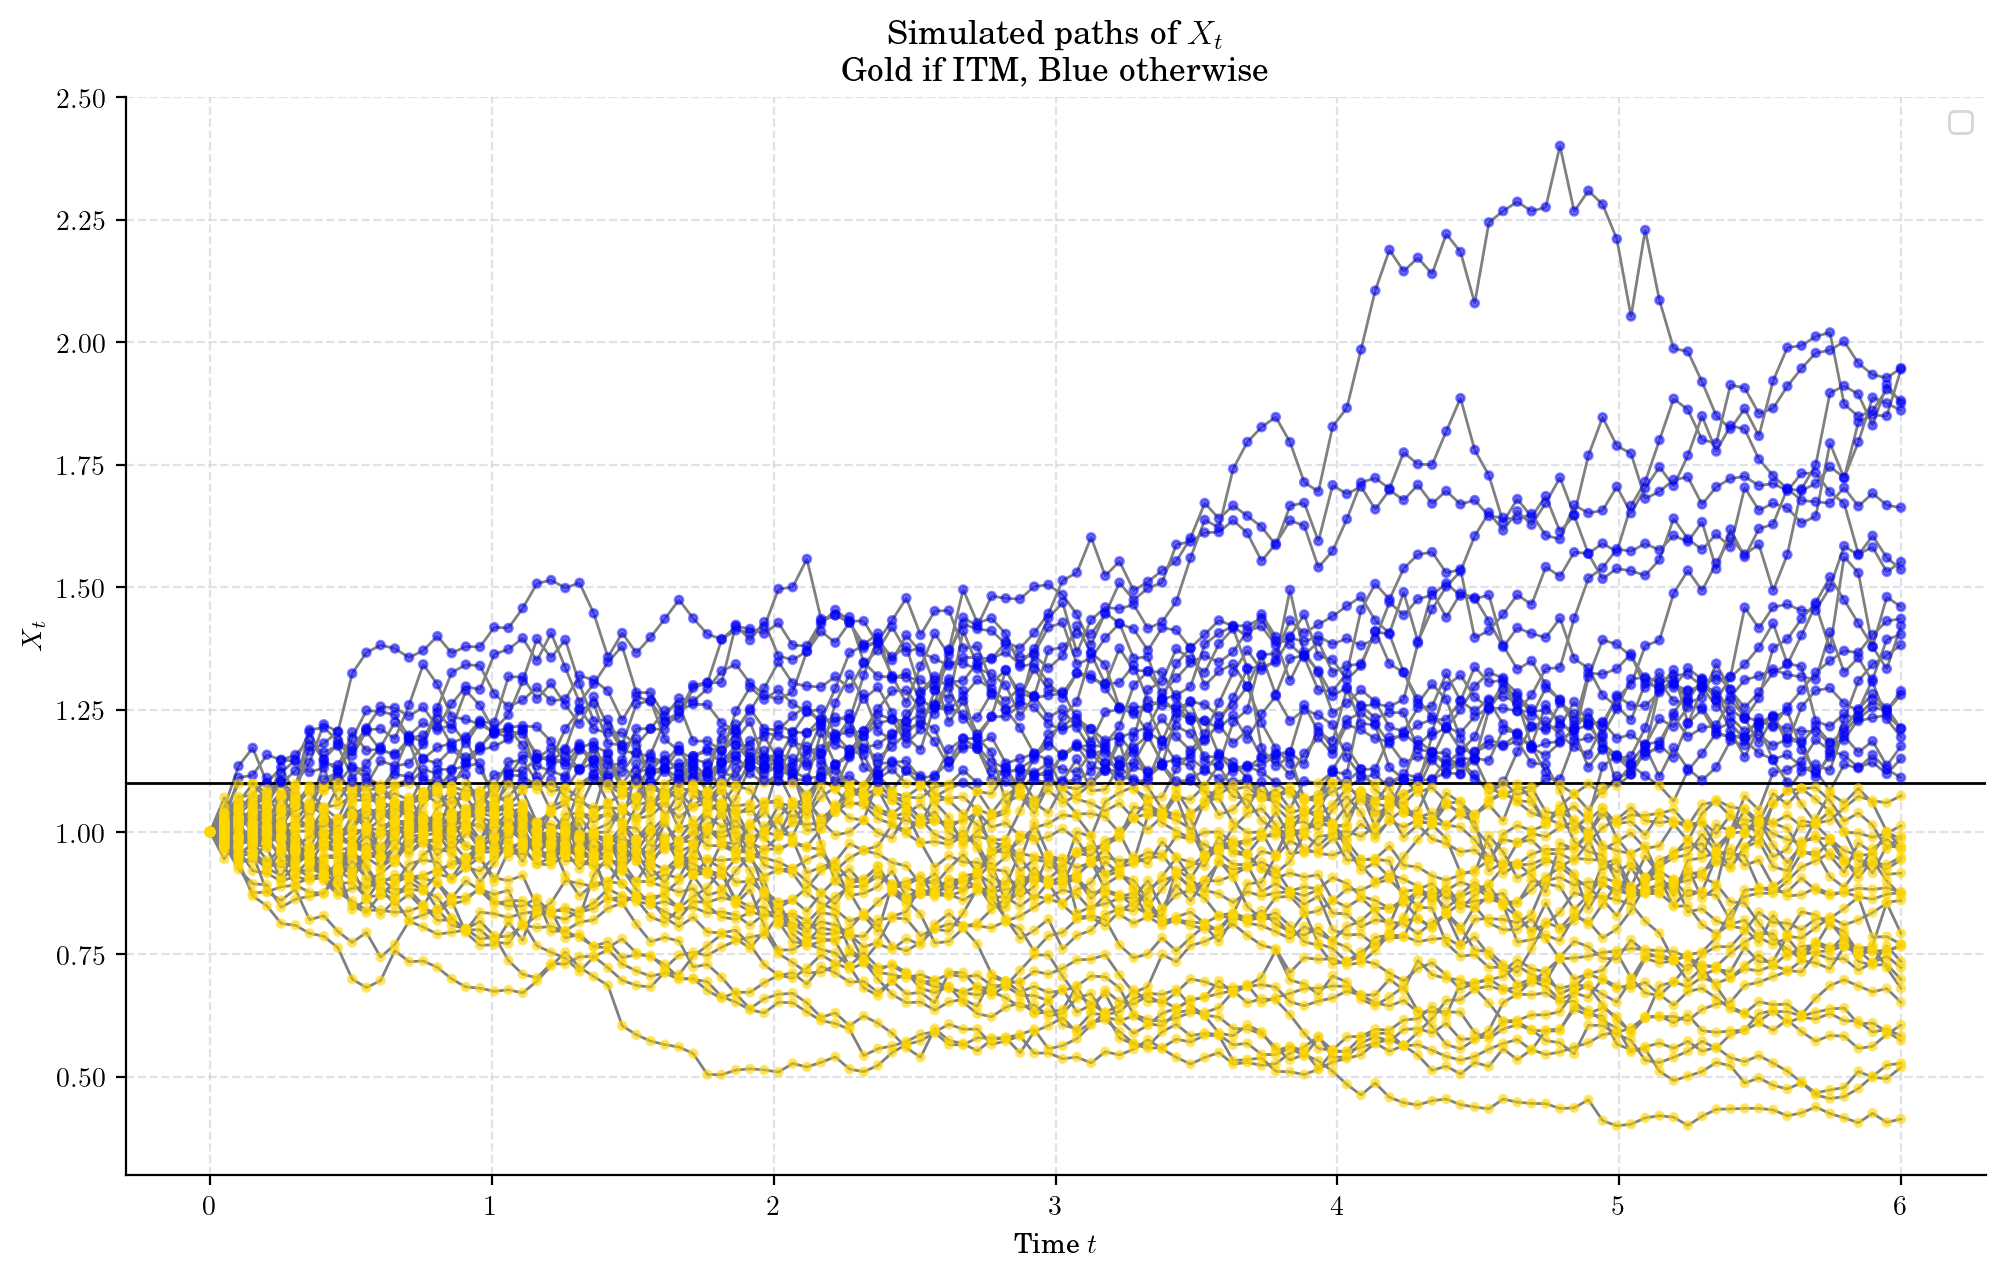 Simulated paths of X_t
Gold if ITM, Blue otherwise
2.50
2.25
2.00
1.75
1.50
1.25
1.00
0.75
0.50
X_t
0 1 2 3 4 5 6
Time t